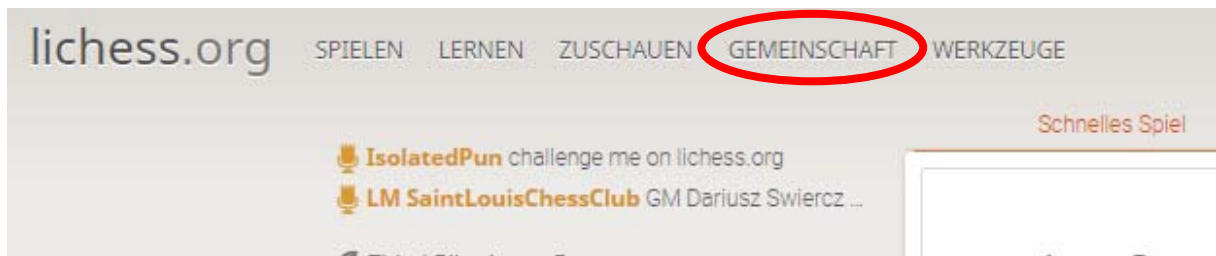 lichess.org SPIELEN LERNEN ZUSCHAUEN GEMEINSCHAFT WERKZEUGE
Schnelles Spiel
IsolatedPun challenge me on lichess.org
LM SaintLouisChessClub GM Dariusz Swiercz ...